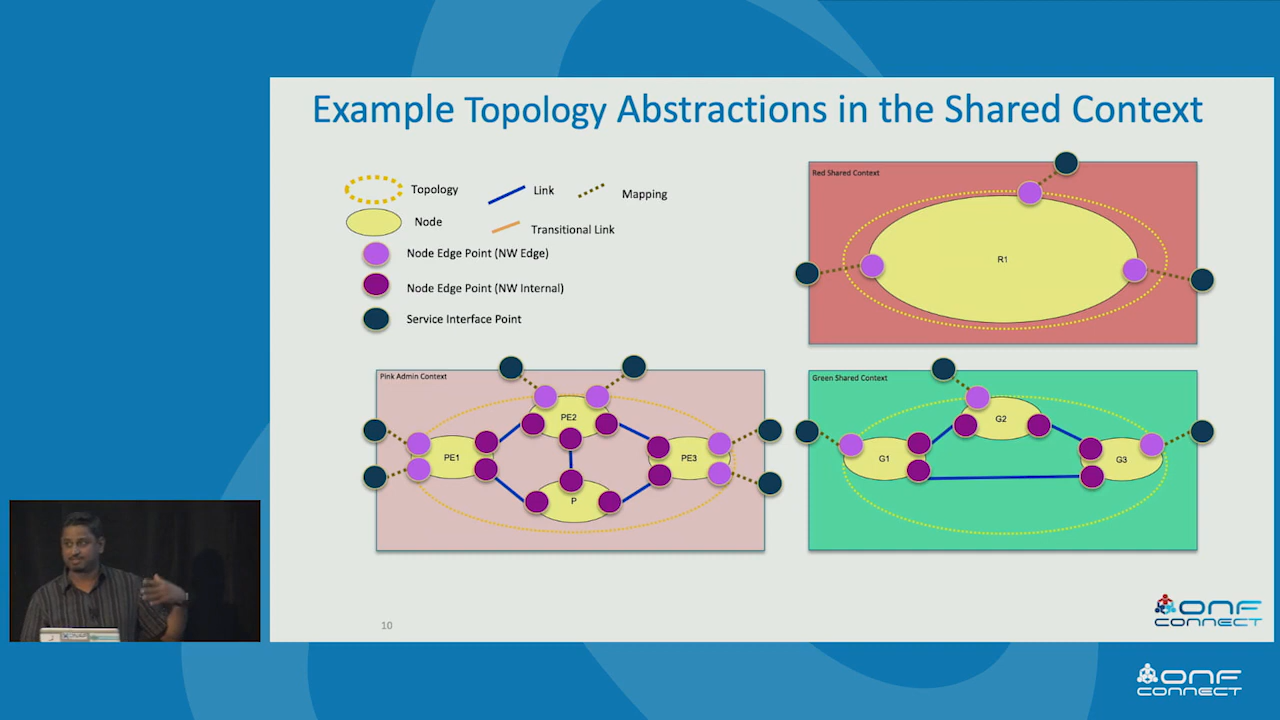 Example Topology Abstractions in the Shared Context
Topology
Link
Mapping
Node
Transitional Link
Node Edge Point (NW Edge)
Node Edge Point (NW Internal)
Service Interface Point
Red Shared Context
R1
Pink Admin Context
PE2
PE1
PE3
P
Green Shared Context
G2
G1
G3
10
ONF
CONNECT
ONF
CONNECT